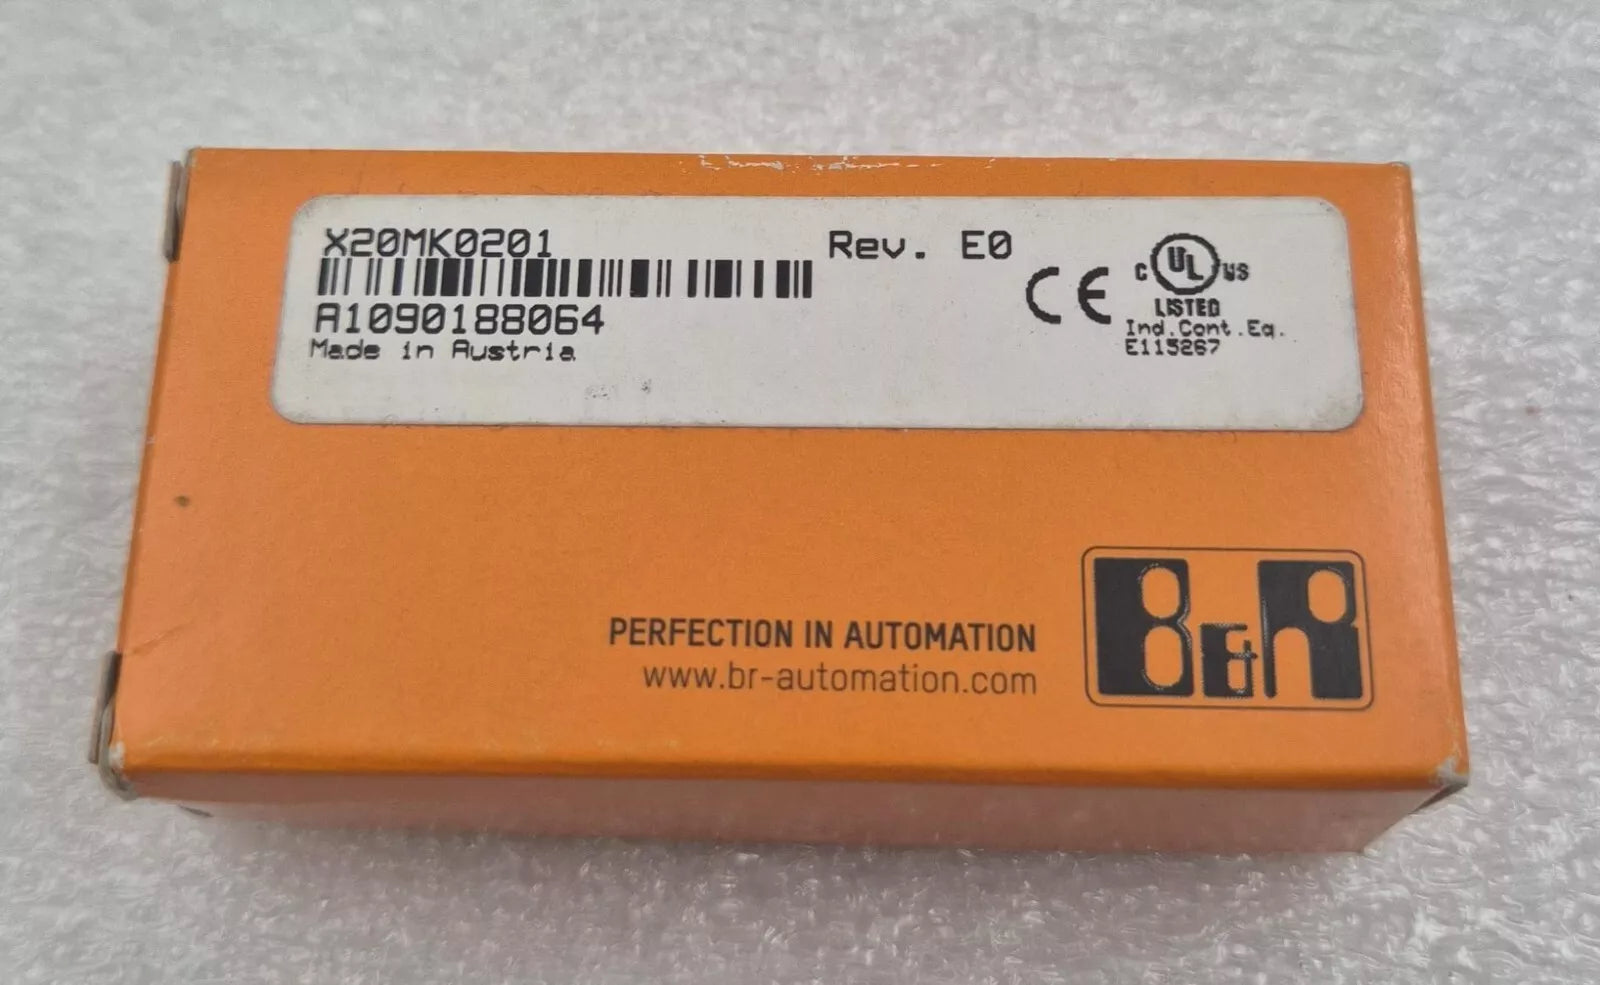 X20MK0201
Rev. E0
A1090188064
Made in Austria
CE
C UL US
LISTED
Ind.Cont.Eq.
E115267
PERFECTION IN AUTOMATION
www.br-automation.com
B&R